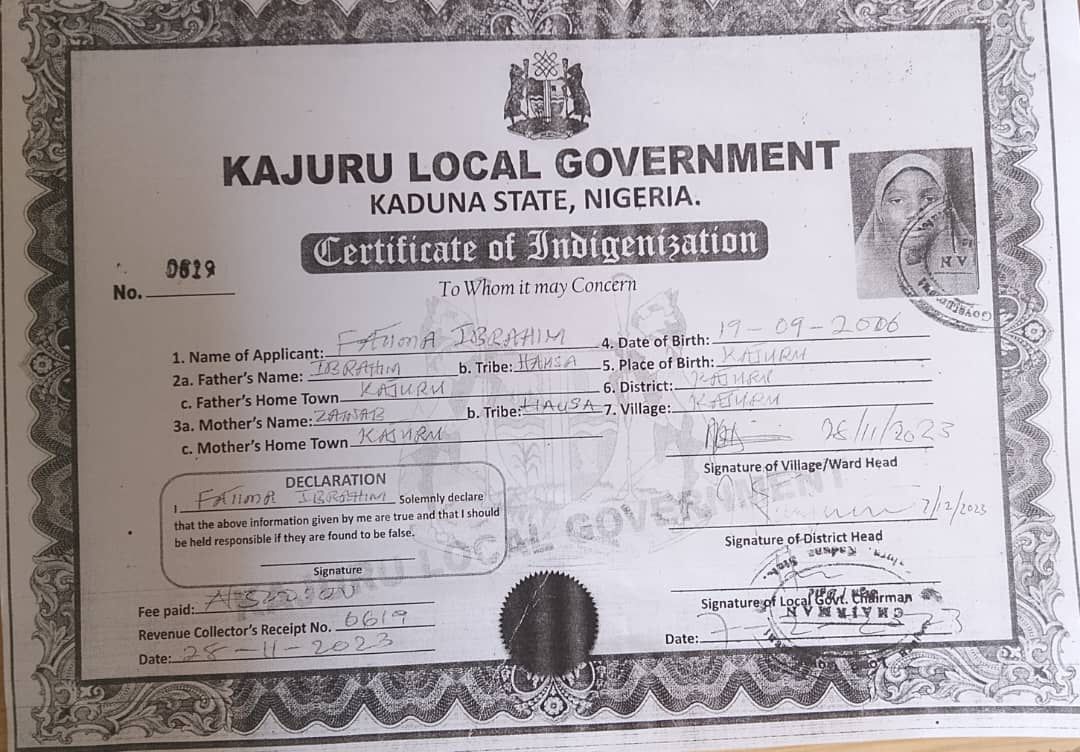 KAJURU LOCAL GOVERNMENT
KADUNA STATE, NIGERIA.
Certificate of Indigenization
No. 0619
To Whom it may Concern
1. Name of Applicant: FATIMA IBRAHIM
2a. Father's Name: IBRAHIM b. Tribe: HAUSA
c. Father's Home Town KAJURU
3a. Mother's Name: ZAINAB b. Tribe: HAUSA
c. Mother's Home Town KAJURU
4. Date of Birth: 19-09-2006
5. Place of Birth: KAJURU
6. District: KAJURU
7. Village: KAJURU
28/11/2023
Signature of Village/Ward Head
7/12/2023
Signature of District Head
Signature of Local Govt. Chairman
CHAIRMAN
Date:
DECLARATION
I FATIMA IBRAHIM Solemnly declare
that the above information given by me are true and that I should
be held responsible if they are found to be false.
Signature
Fee paid:
Revenue Collector's Receipt No. 6619
Date: 28-11-2023
KAJURU LOCAL GOVERNMENT